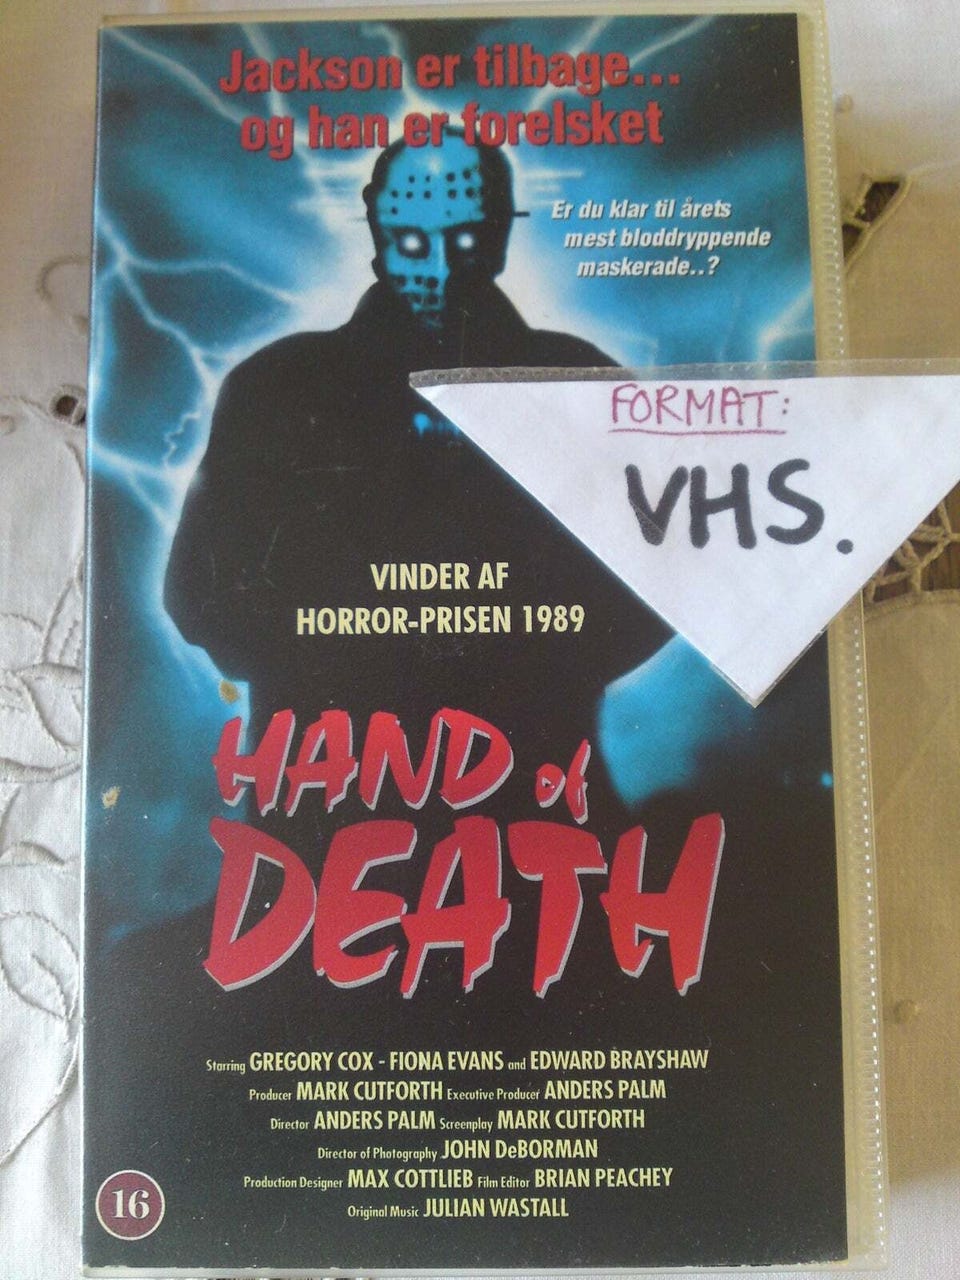 Jackson er tilbage...
og han er forelsket
Er du klar til årets
mest bloddryppende
maskerade..?
FORMAT:
VHS.
VINDER AF
HORROR-PRISEN 1989
HAND of
DEATH
Starring GREGORY COX - FIONA EVANS and EDWARD BRAYSHAW
Producer MARK CUTFORTH Executive Producer ANDERS PALM
Director ANDERS PALM Screenplay MARK CUTFORTH
Director of Photography JOHN DeBORMAN
Production Designer MAX COTTLIEB Film Editor BRIAN PEACHEY
Original Music JULIAN WASTALL
16